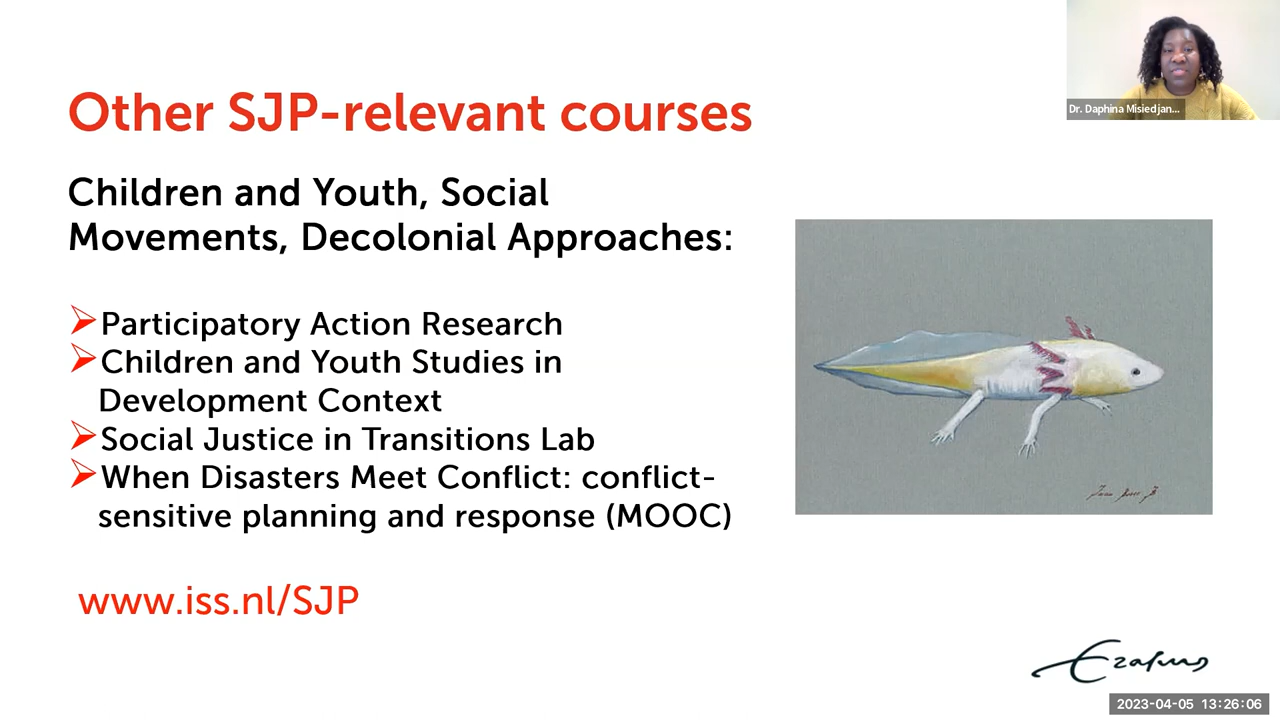 Dr. Daphina Misiedjan...
Other SJP-relevant courses
Children and Youth, Social
Movements, Decolonial Approaches:
➢Participatory Action Research
➢Children and Youth Studies in
Development Context
➢Social Justice in Transitions Lab
➢When Disasters Meet Conflict: conflict-
sensitive planning and response (MOOC)
www.iss.nl/SJP
Erasmus
2023-04-05 13:26:06